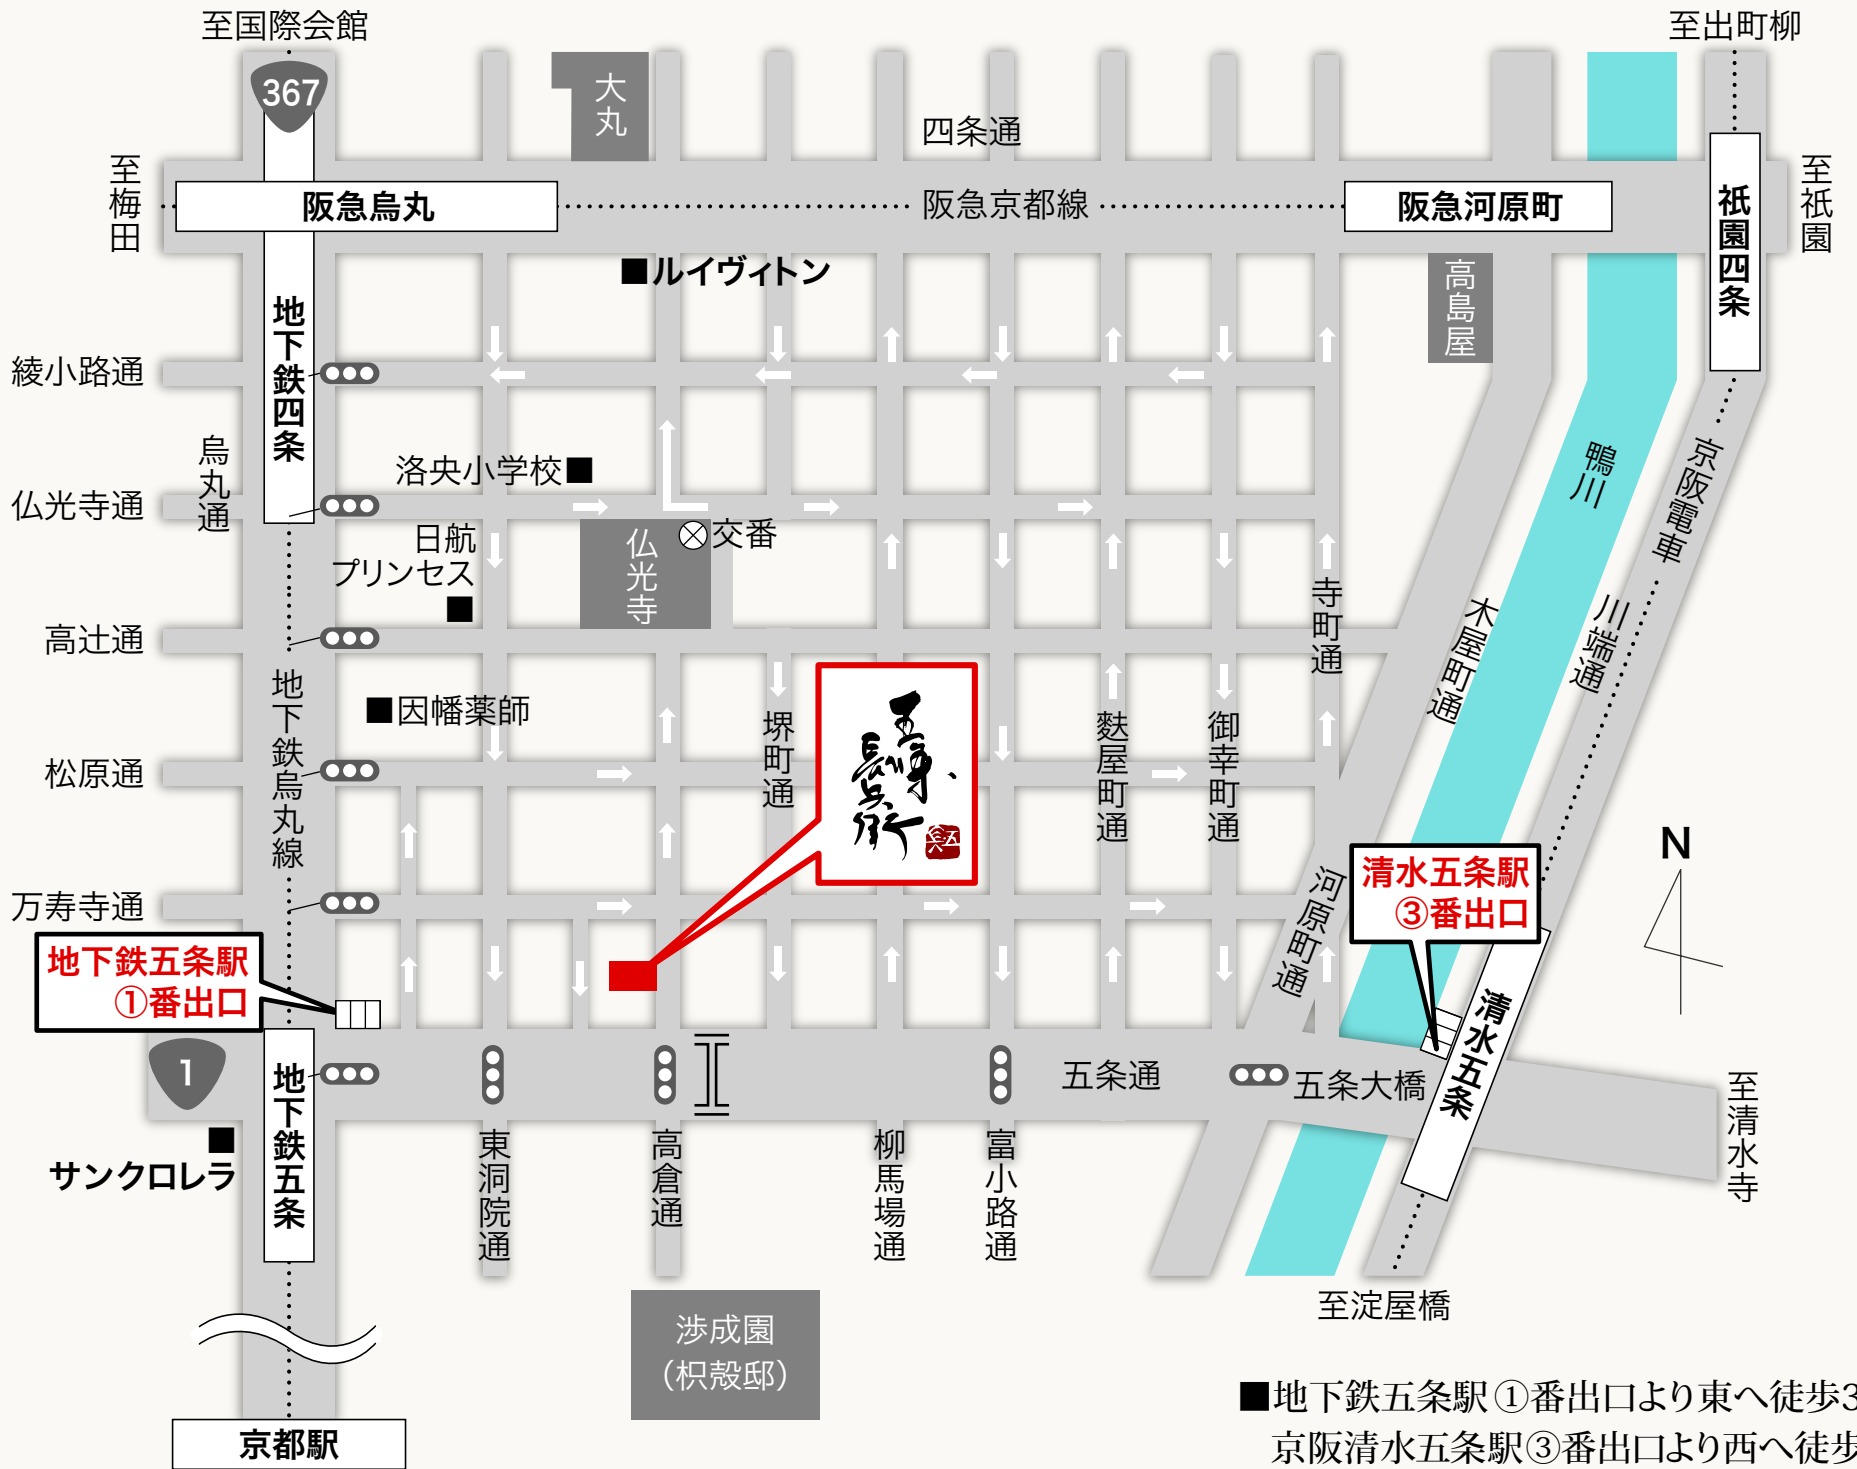 至国際会館
至出町柳
367
大丸
四条通
至梅田
阪急烏丸
阪急京都線
阪急河原町
祇園四条
至祇園
■ルイヴィトン
高島屋
地下鉄四条
綾小路通
烏丸通
洛央小学校■
鴨川
京阪電車
仏光寺通
日航
プリンセス
■
仏光寺
交番
寺町通
木屋町通
川端通
高辻通
地下鉄烏丸線
■因幡薬師
堺町通
麩屋町通
御幸町通
松原通
N
万寿寺通
河原町通
清水五条駅
③番出口
地下鉄五条駅
①番出口
清水五条
1
地下鉄五条
五条通
五条大橋
至清水寺
■
サンクロレラ
東洞院通
高倉通
柳馬場通
富小路通
至淀屋橋
渉成園
(枳殻邸)
京都駅
■地下鉄五条駅①番出口より東へ徒歩3
京阪清水五条駅③番出口より西へ徒歩